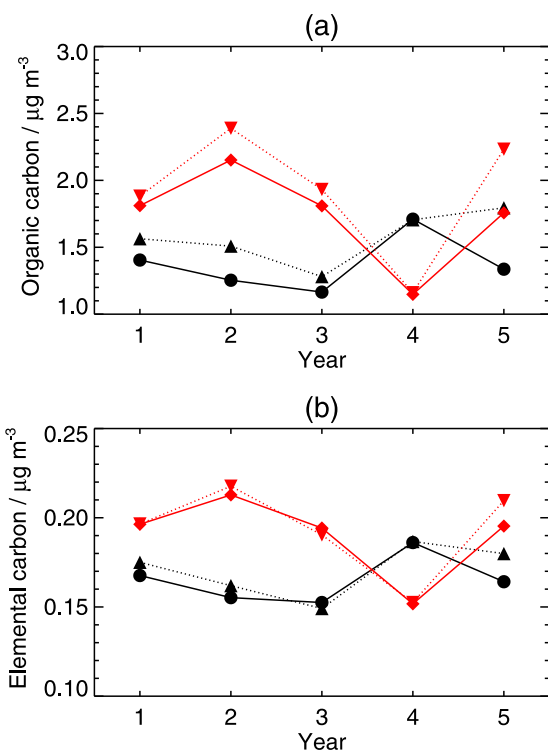 (a)
Organic carbon / μg m⁻³
3.0
2.5
2.0
1.5
1.0
1 2 3 4 5
Year
(b)
Elemental carbon / μg m⁻³
0.25
0.20
0.15
0.10
1 2 3 4 5
Year